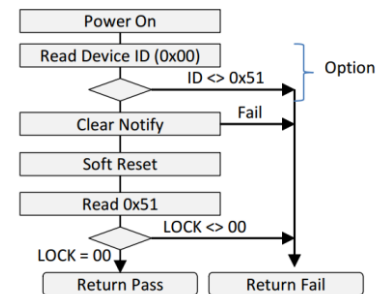 Power On
Read Device ID (0x00)
Option
ID <> 0x51
Clear Notify
Fail
Soft Reset
Read 0x51
LOCK <> 00
LOCK = 00
Return Pass
Return Fail